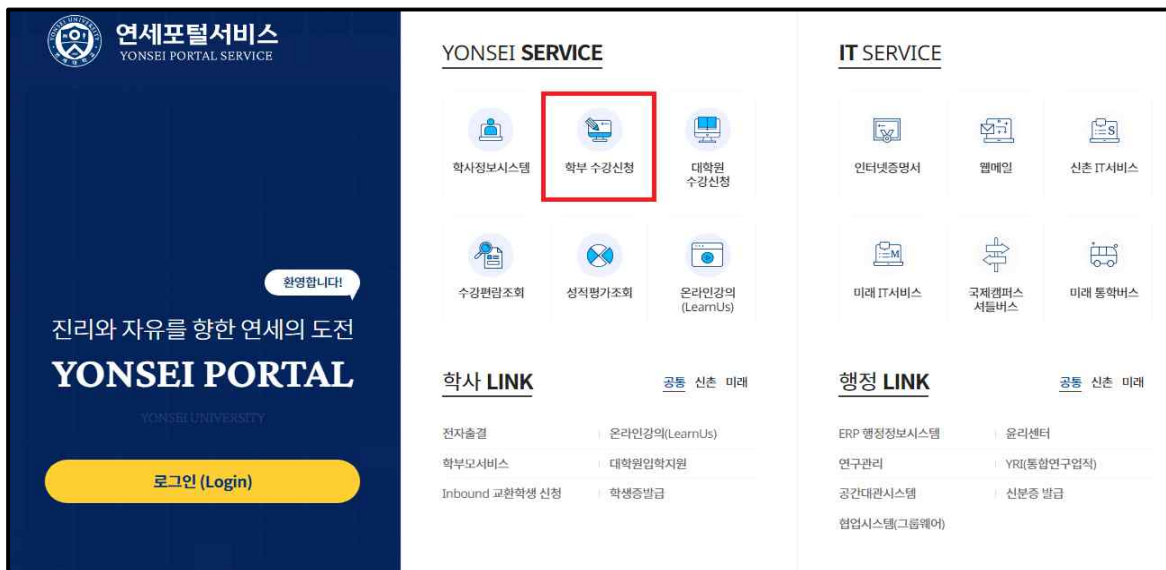 연세포털서비스
YONSEI PORTAL SERVICE
환영합니다!
진리와 자유를 향한 연세의 도전
YONSEI PORTAL
YONSEI UNIVERSITY
로그인 (Login)
YONSEI SERVICE
학사정보시스템
학부 수강신청
대학원
수강신청
수강편람조회
성적평가조회
온라인강의
(LearnUs)
IT SERVICE
인터넷증명서
웹메일
신촌 IT서비스
미래 IT서비스
국제캠퍼스
셔틀버스
미래 통학버스
학사 LINK
공통 신촌 미래
전자출결
온라인강의(LearnUs)
학부모서비스
대학원입학지원
Inbound 교환학생 신청
학생증발급
행정 LINK
공통 신촌 미래
ERP 행정정보시스템
윤리센터
연구관리
YRI(통합연구업적)
공간대관시스템
신분증 발급
협업시스템(그룹웨어)